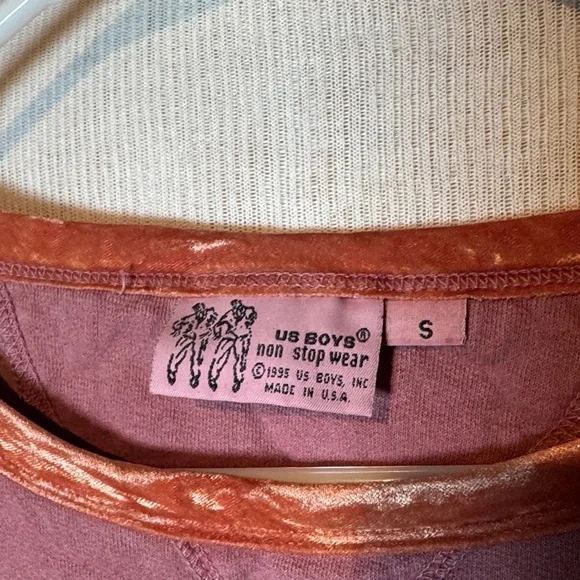 US BOYS®
non stop wear
©1995 US BOYS, INC
MADE IN U.S.A.
S